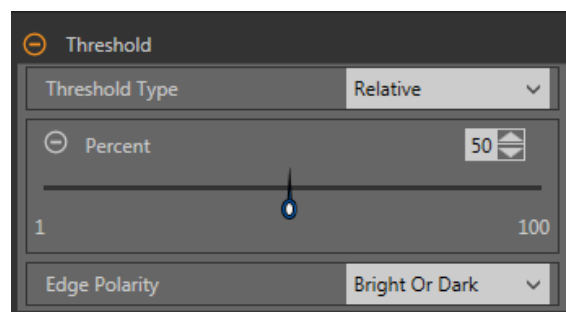 Threshold
Threshold Type Relative
Percent 50
1 100
Edge Polarity Bright Or Dark